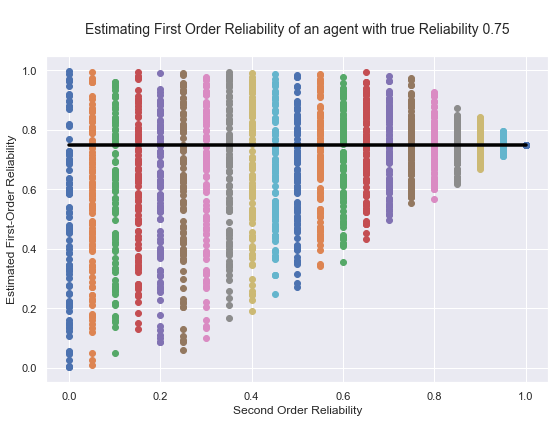 Estimating First Order Reliability of an agent with true Reliability 0.75
1.0
0.8
0.6
0.4
0.2
0.0
Estimated First-Order Reliability
0.0 0.2 0.4 0.6 0.8 1.0
Second Order Reliability